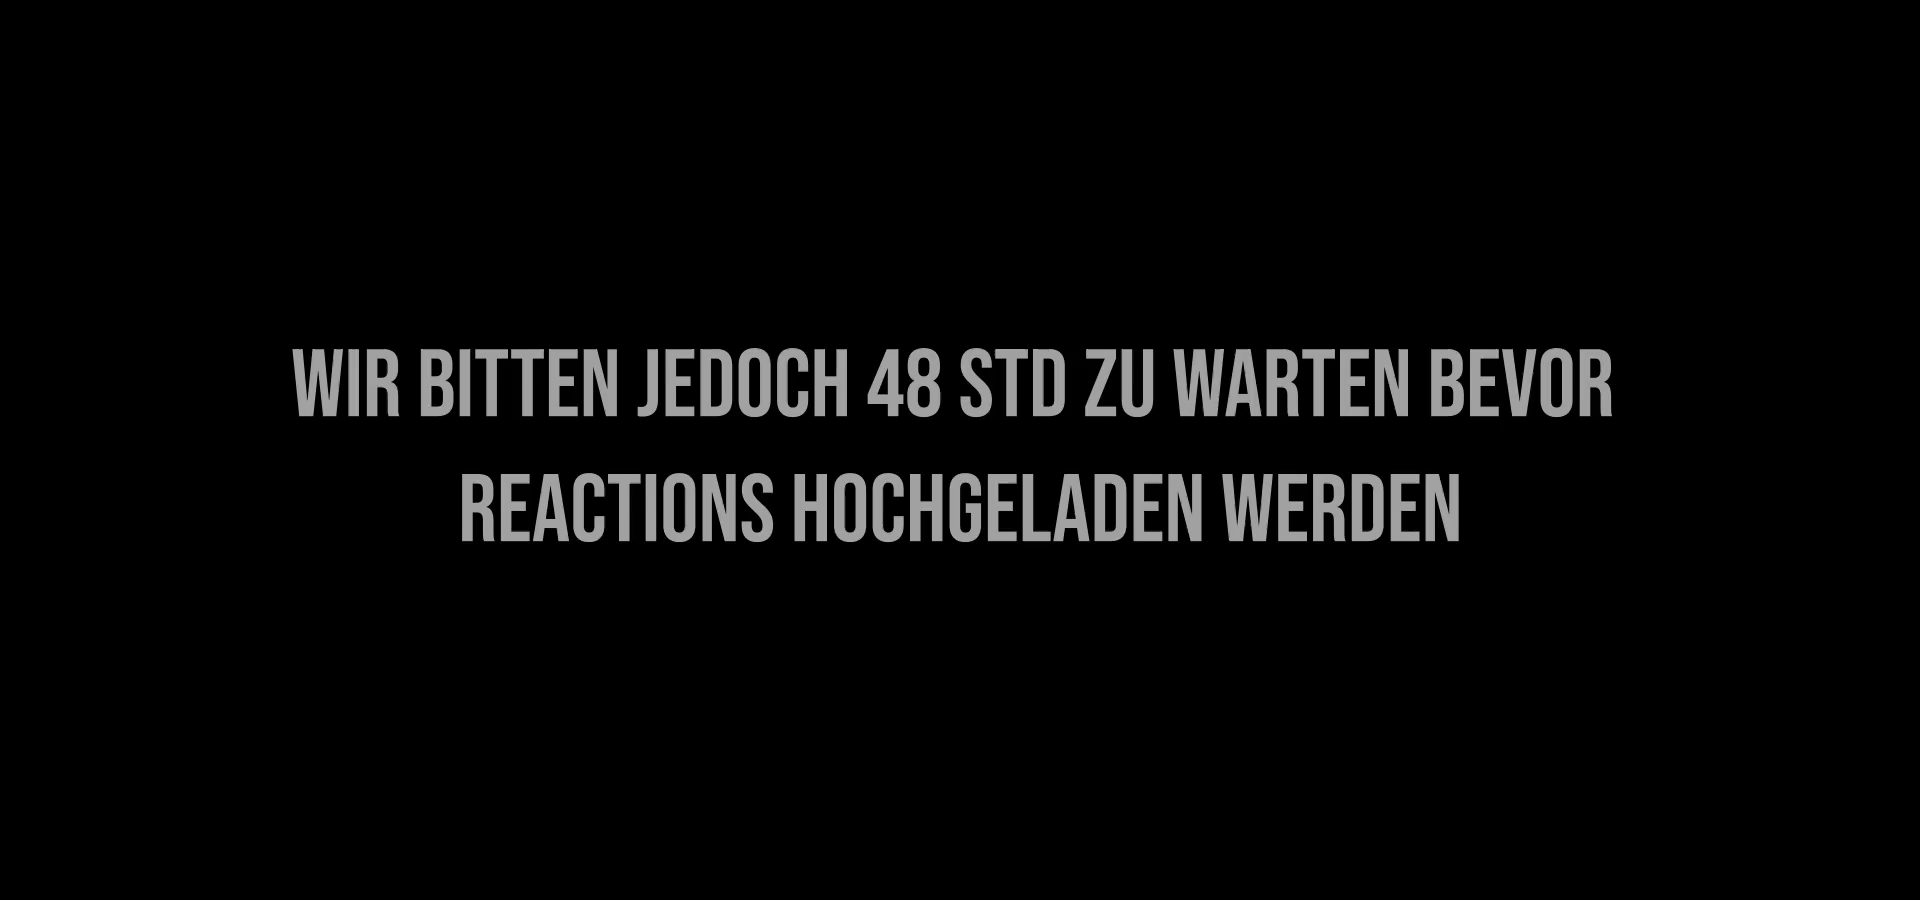 WIR BITTEN JEDOCH 48 STD ZU WARTEN BEVOR
REACTIONS HOCHGELADEN WERDEN